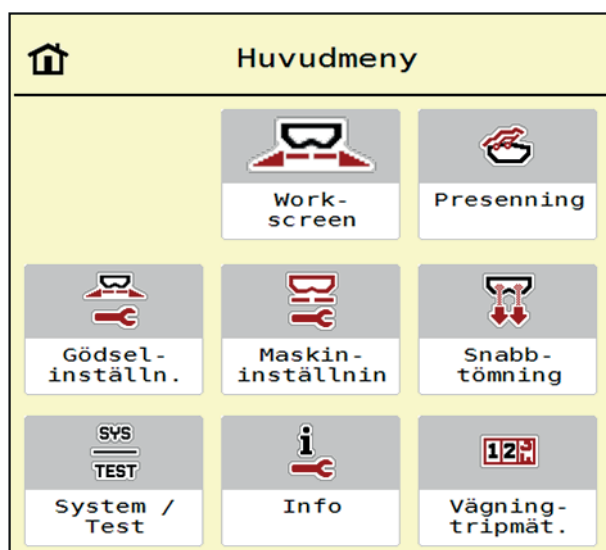 Huvudmeny
Work-
screen
Presenning
Gödsel-
inställn.
Maskin-
inställnin
Snabb-
tömning
SYS
TEST
System /
Test
i
Info
12
Vägning-
tripmät.